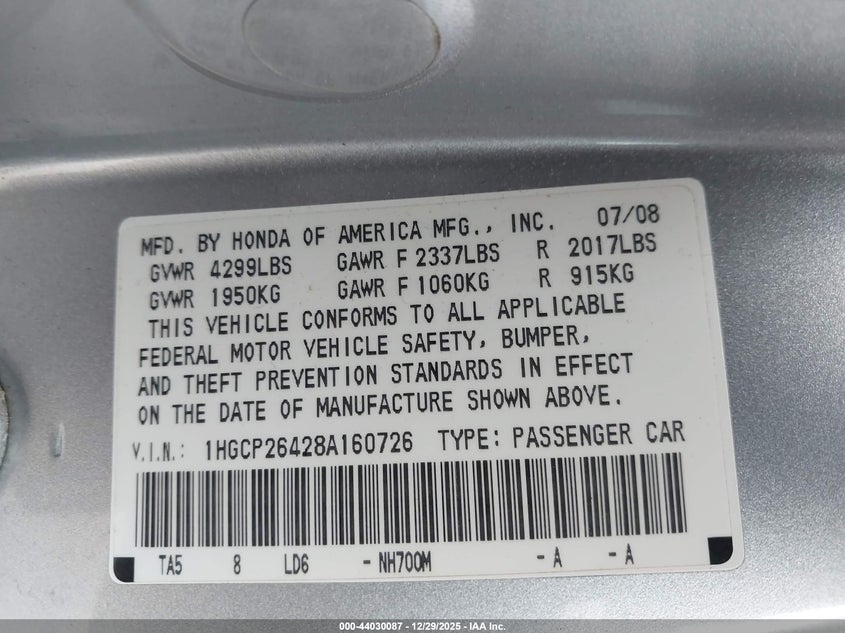 MFD. BY HONDA OF AMERICA MFG., INC. 07/08
GVWR 4299LBS GAWR F 2337LBS R 2017LBS
GVWR 1950KG GAWR F 1060KG R 915KG
THIS VEHICLE CONFORMS TO ALL APPLICABLE
FEDERAL MOTOR VEHICLE SAFETY, BUMPER,
AND THEFT PREVENTION STANDARDS IN EFFECT
ON THE DATE OF MANUFACTURE SHOWN ABOVE.
V.I.N.: 1HGCP26428A160726 TYPE: PASSENGER CAR
TA5 8 LD6 -NH700M -A -A
000-44030087 - 12/29/2025 - IAA Inc.